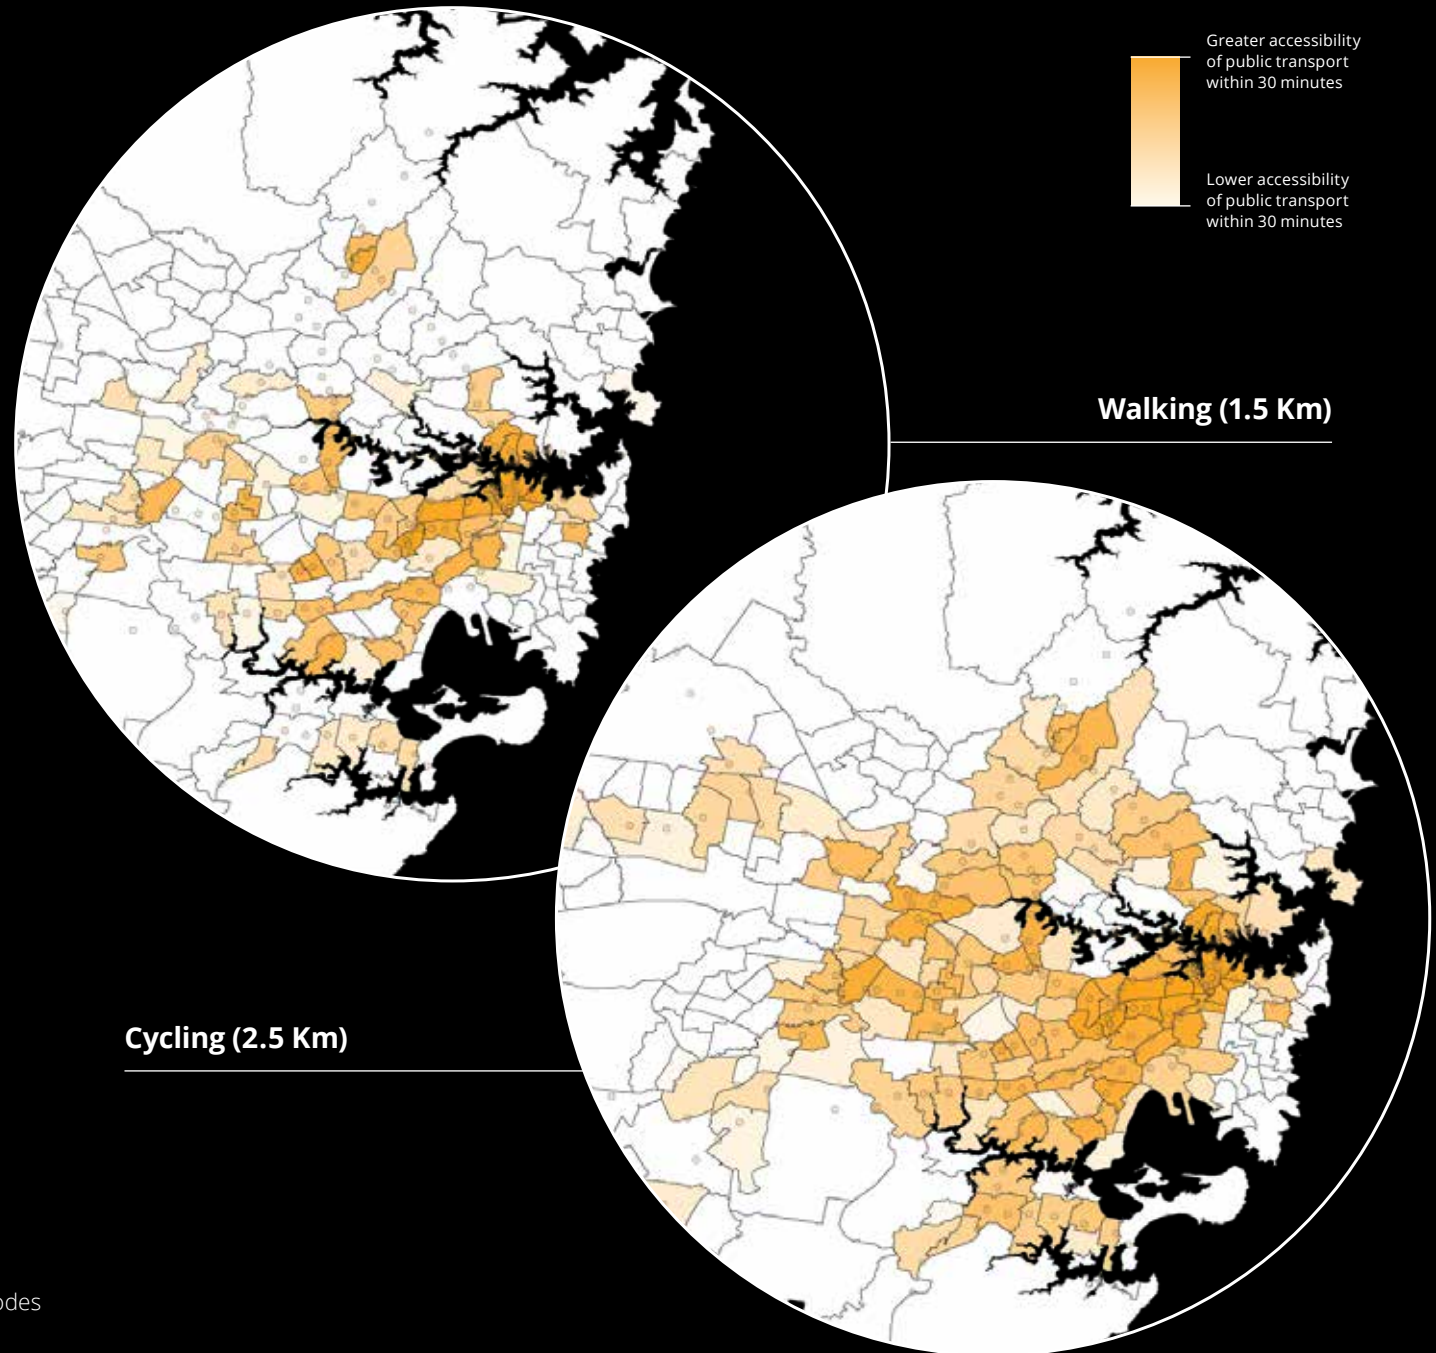 Greater accessibility
of public transport
within 30 minutes
Lower accessibility
of public transport
within 30 minutes
Walking (1.5 Km)
Cycling (2.5 Km)
odes